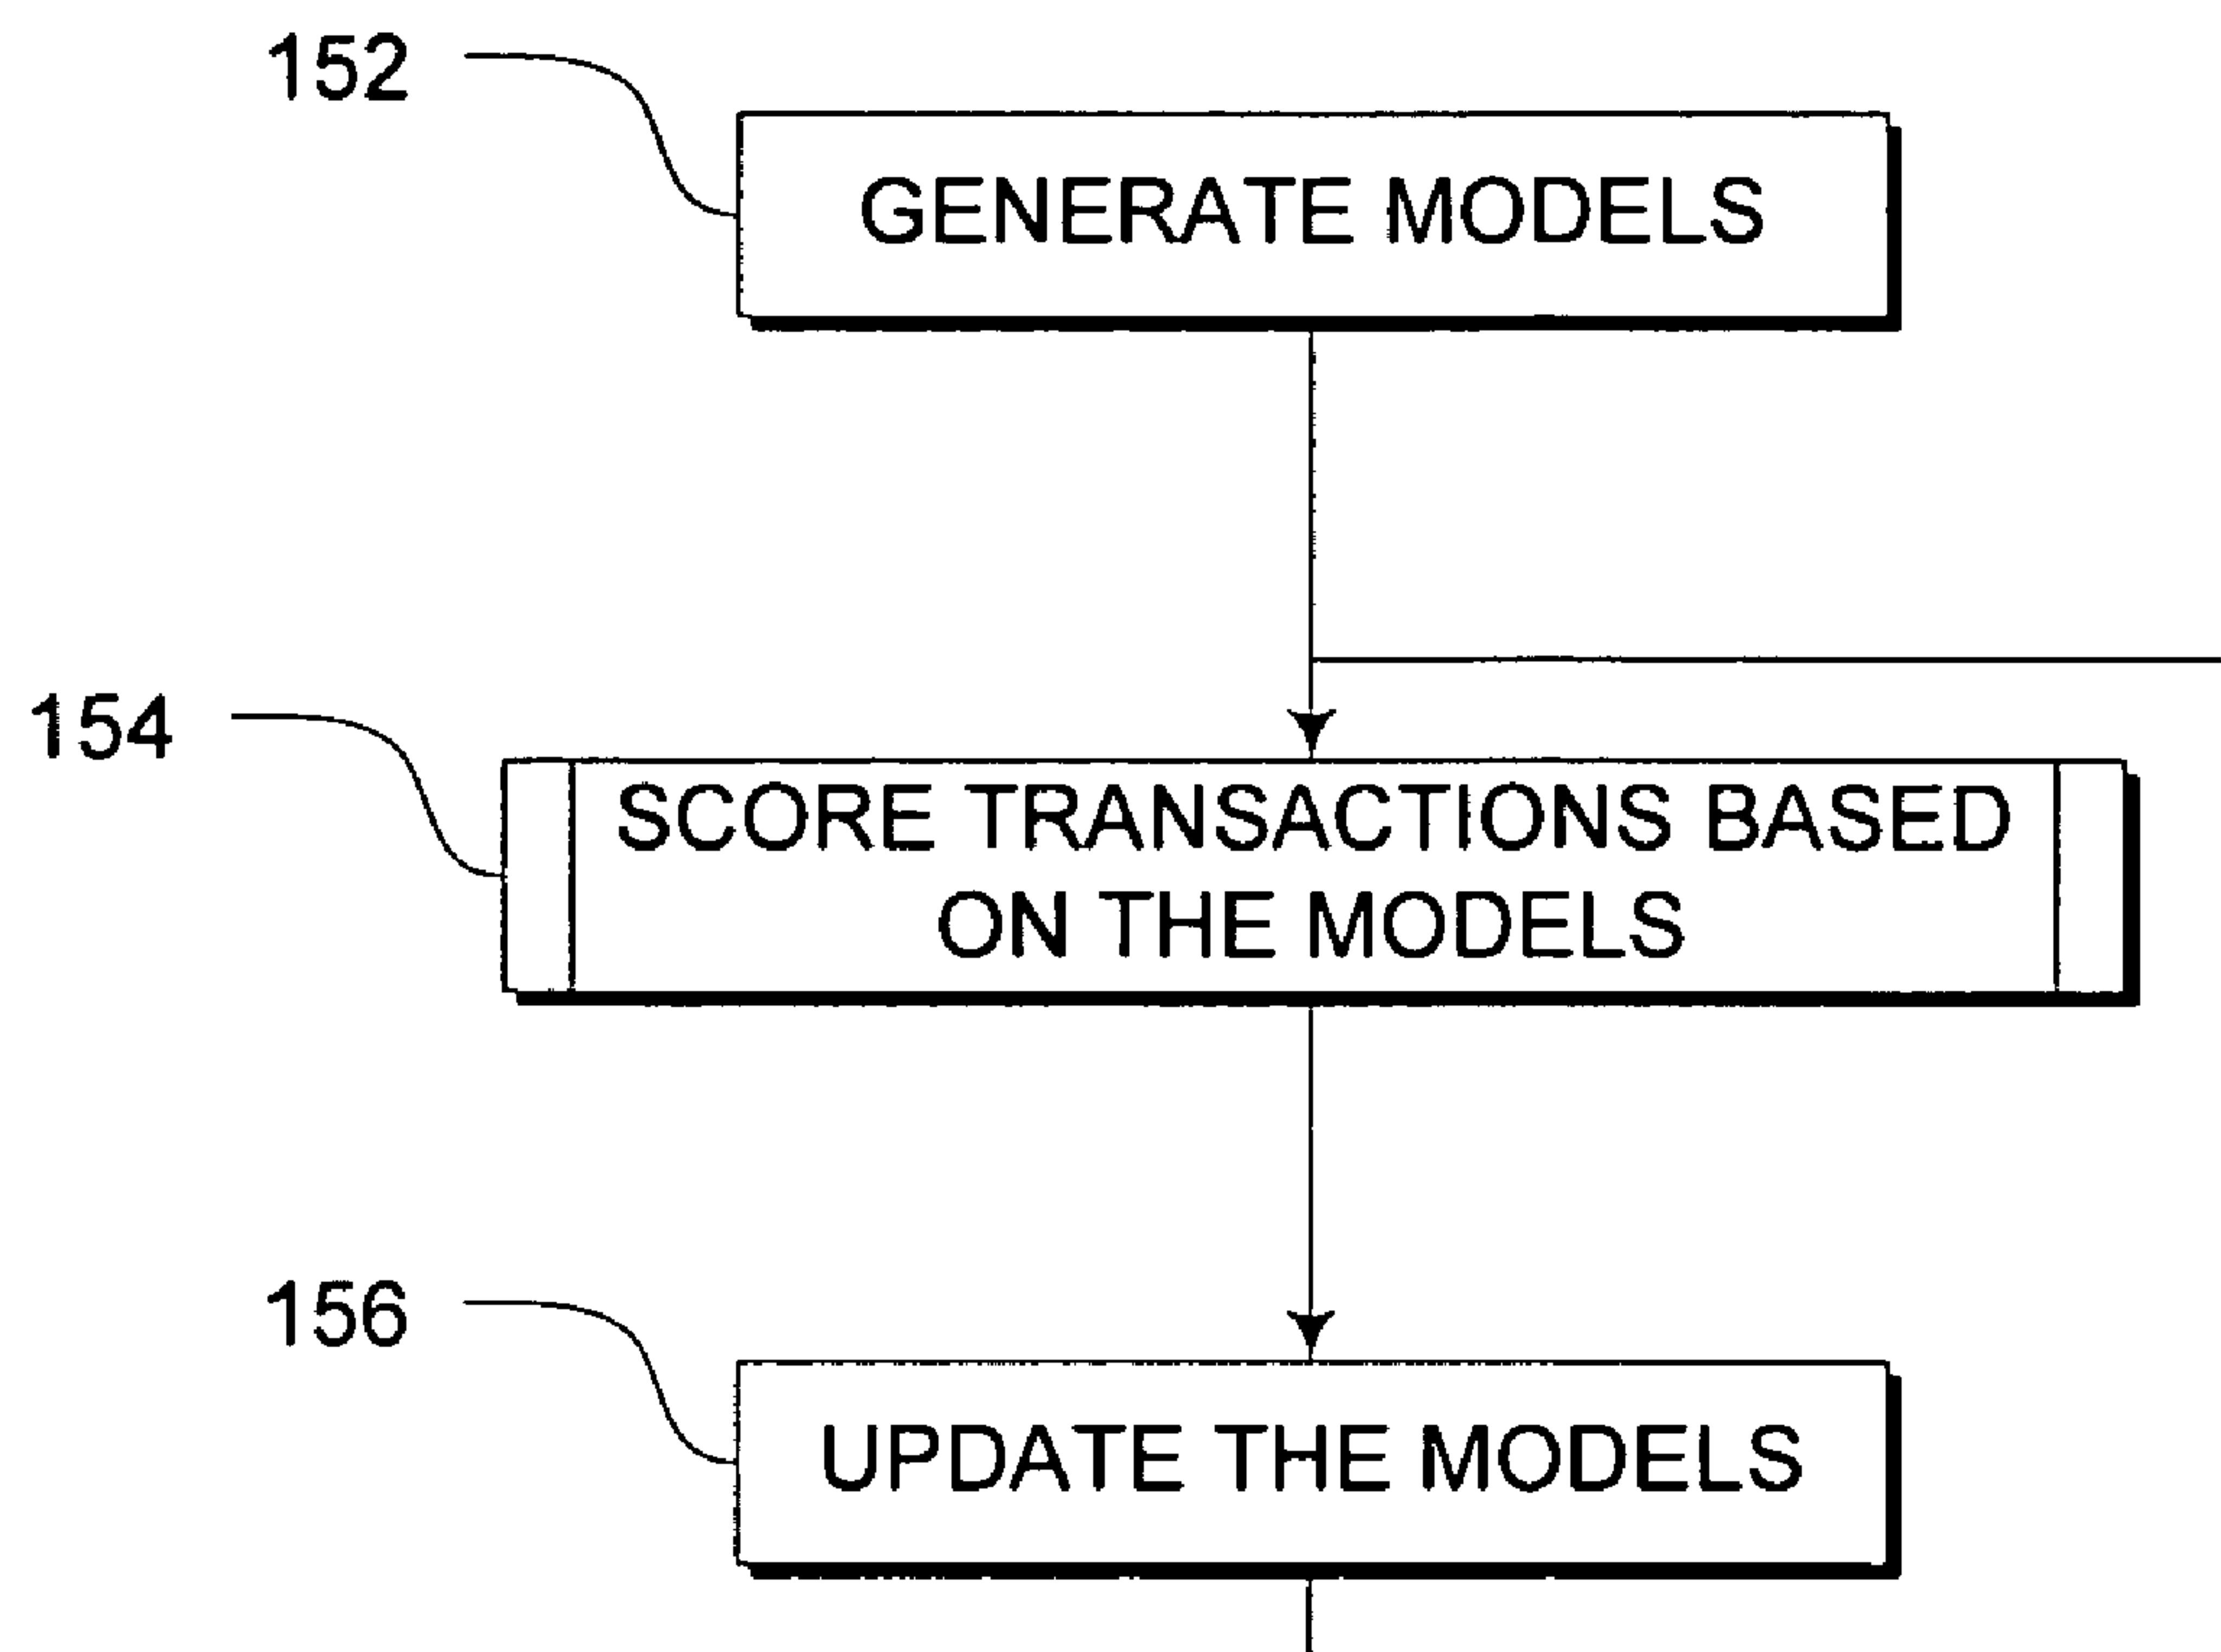 152
GENERATE MODELS
154
SCORE TRANSACTIONS BASED
ON THE MODELS
156
UPDATE THE MODELS